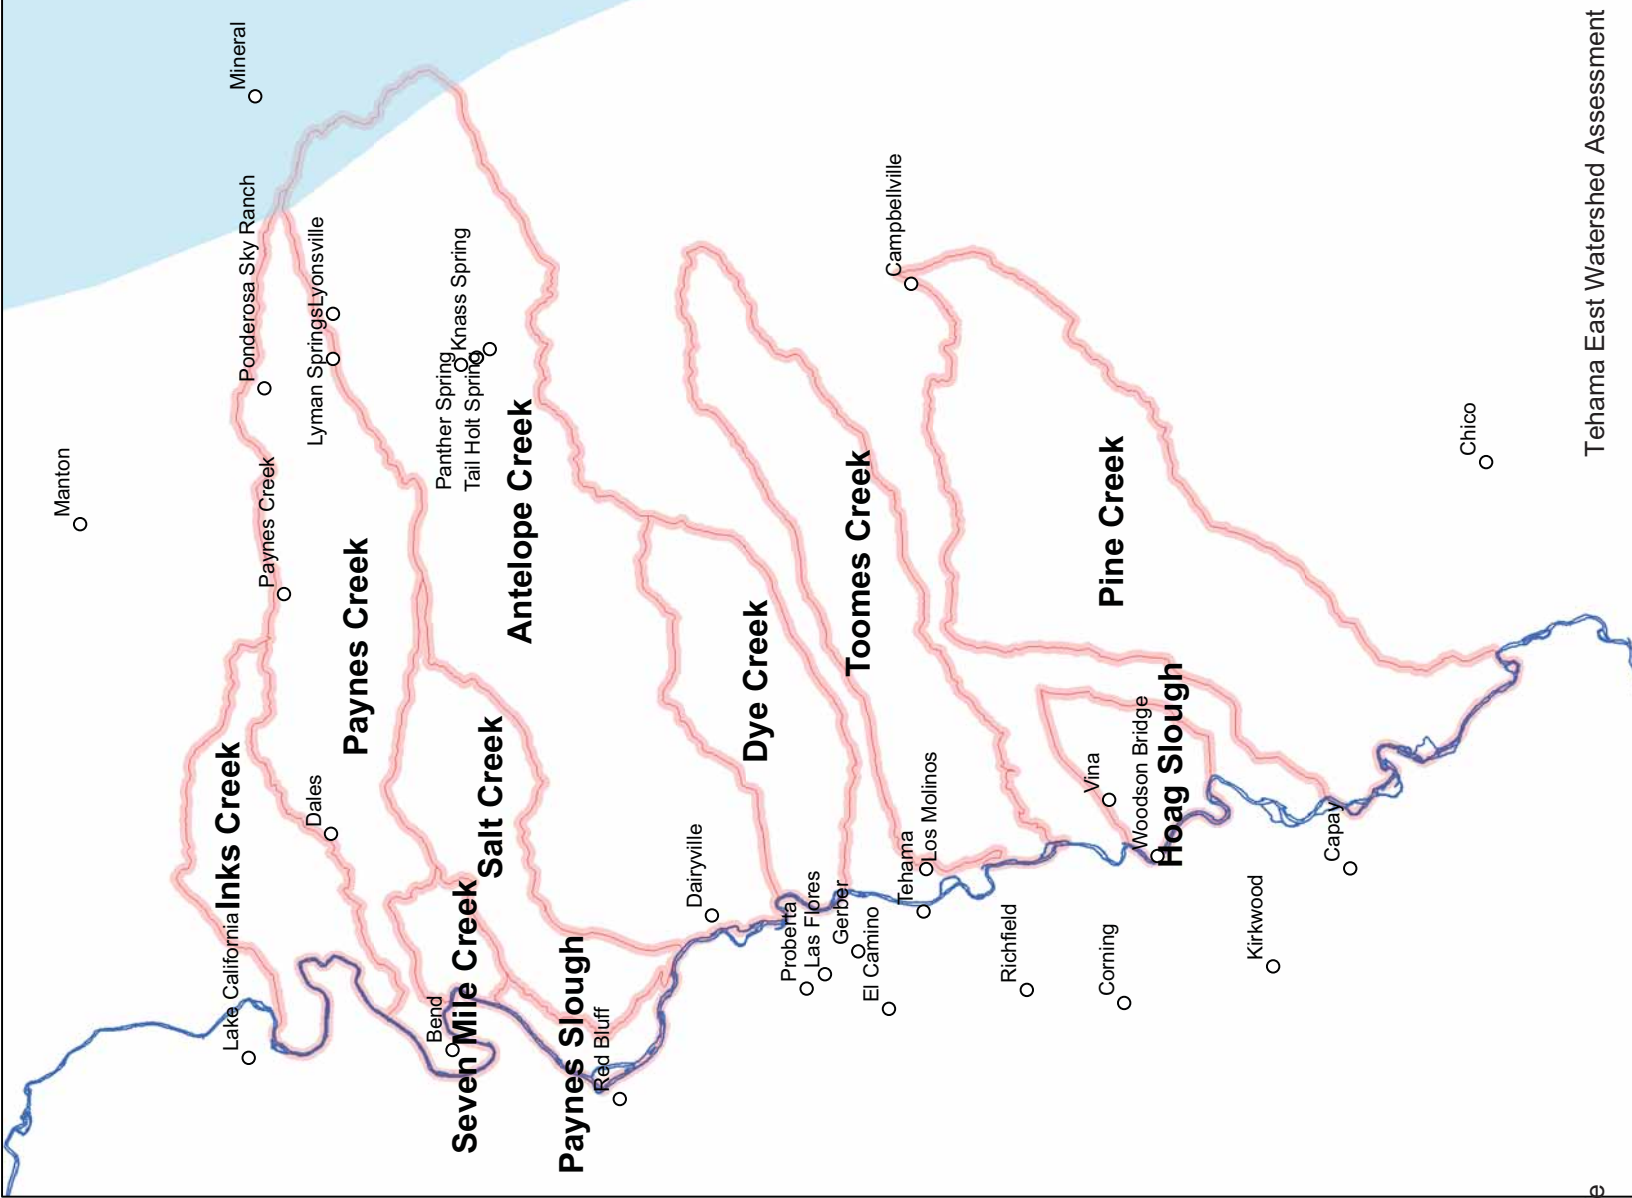 Mineral
Manton
Ponderosa Sky Ranch
Lyonsville
Lyman Springs
Paynes Creek
Knass Spring
Panther Spring
Tail Holt Spring
Campbellville
Paynes Creek
Antelope Creek
Inks Creek
Dales
Salt Creek
Dye Creek
Toomes Creek
Pine Creek
Chico
Lake California
Bend
Seven Mile Creek
Paynes Slough
Red Bluff
Dairyville
Proberta
Las Flores
Gerber
El Camino
Tehama
Los Molinos
Vina
Woodson Bridge
Hoag Slough
Richfield
Corning
Kirkwood
Capay
Tehama East Watershed Assessment
e